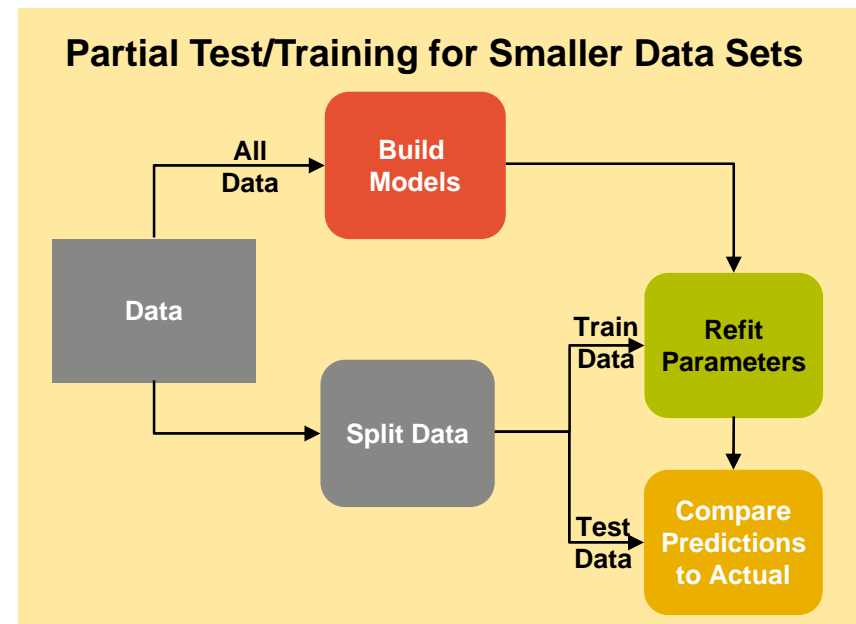 Partial Test/Training for Smaller Data Sets
All
Data
Build
Models
Data
Train
Data
Refit
Parameters
Split Data
Test
Data
Compare
Predictions
to Actual